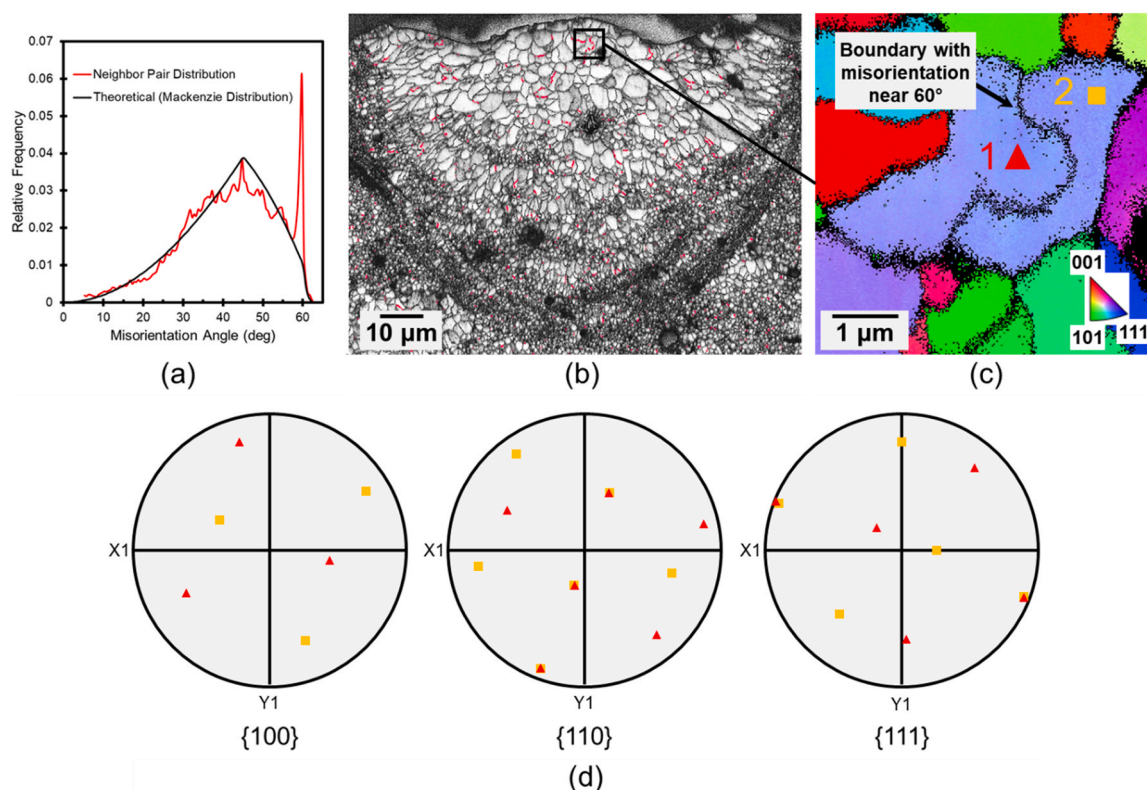 0.07
0.06
0.05
0.04
0.03
0.02
0.01
0
Relative Frequency
Neighbor Pair Distribution
Theoretical (Mackenzie Distribution)
0 10 20 30 40 50 60 70
Misorientation Angle (deg)
(a)
10 µm
(b)
Boundary with
misorientation
near 60°
2
1
001
101 111
1 µm
(c)
X1
Y1
{100}
X1
Y1
{110}
X1
Y1
{111}
(d)